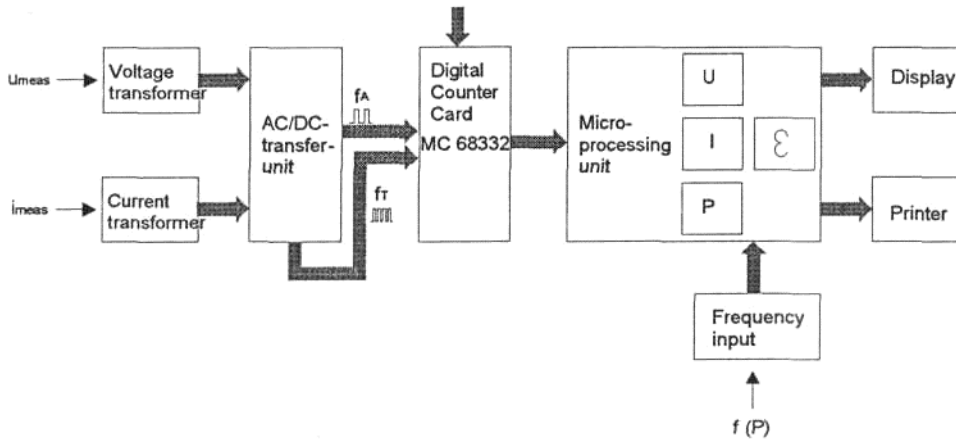 Umeas
Voltage
transformer
imeas
Current
transformer
AC/DC-
transfer-
unit
fA
fT
Digital
Counter
Card
MC 68332
Micro-
processing
unit
U
I
P
ε
Display
Printer
Frequency
input
f (P)